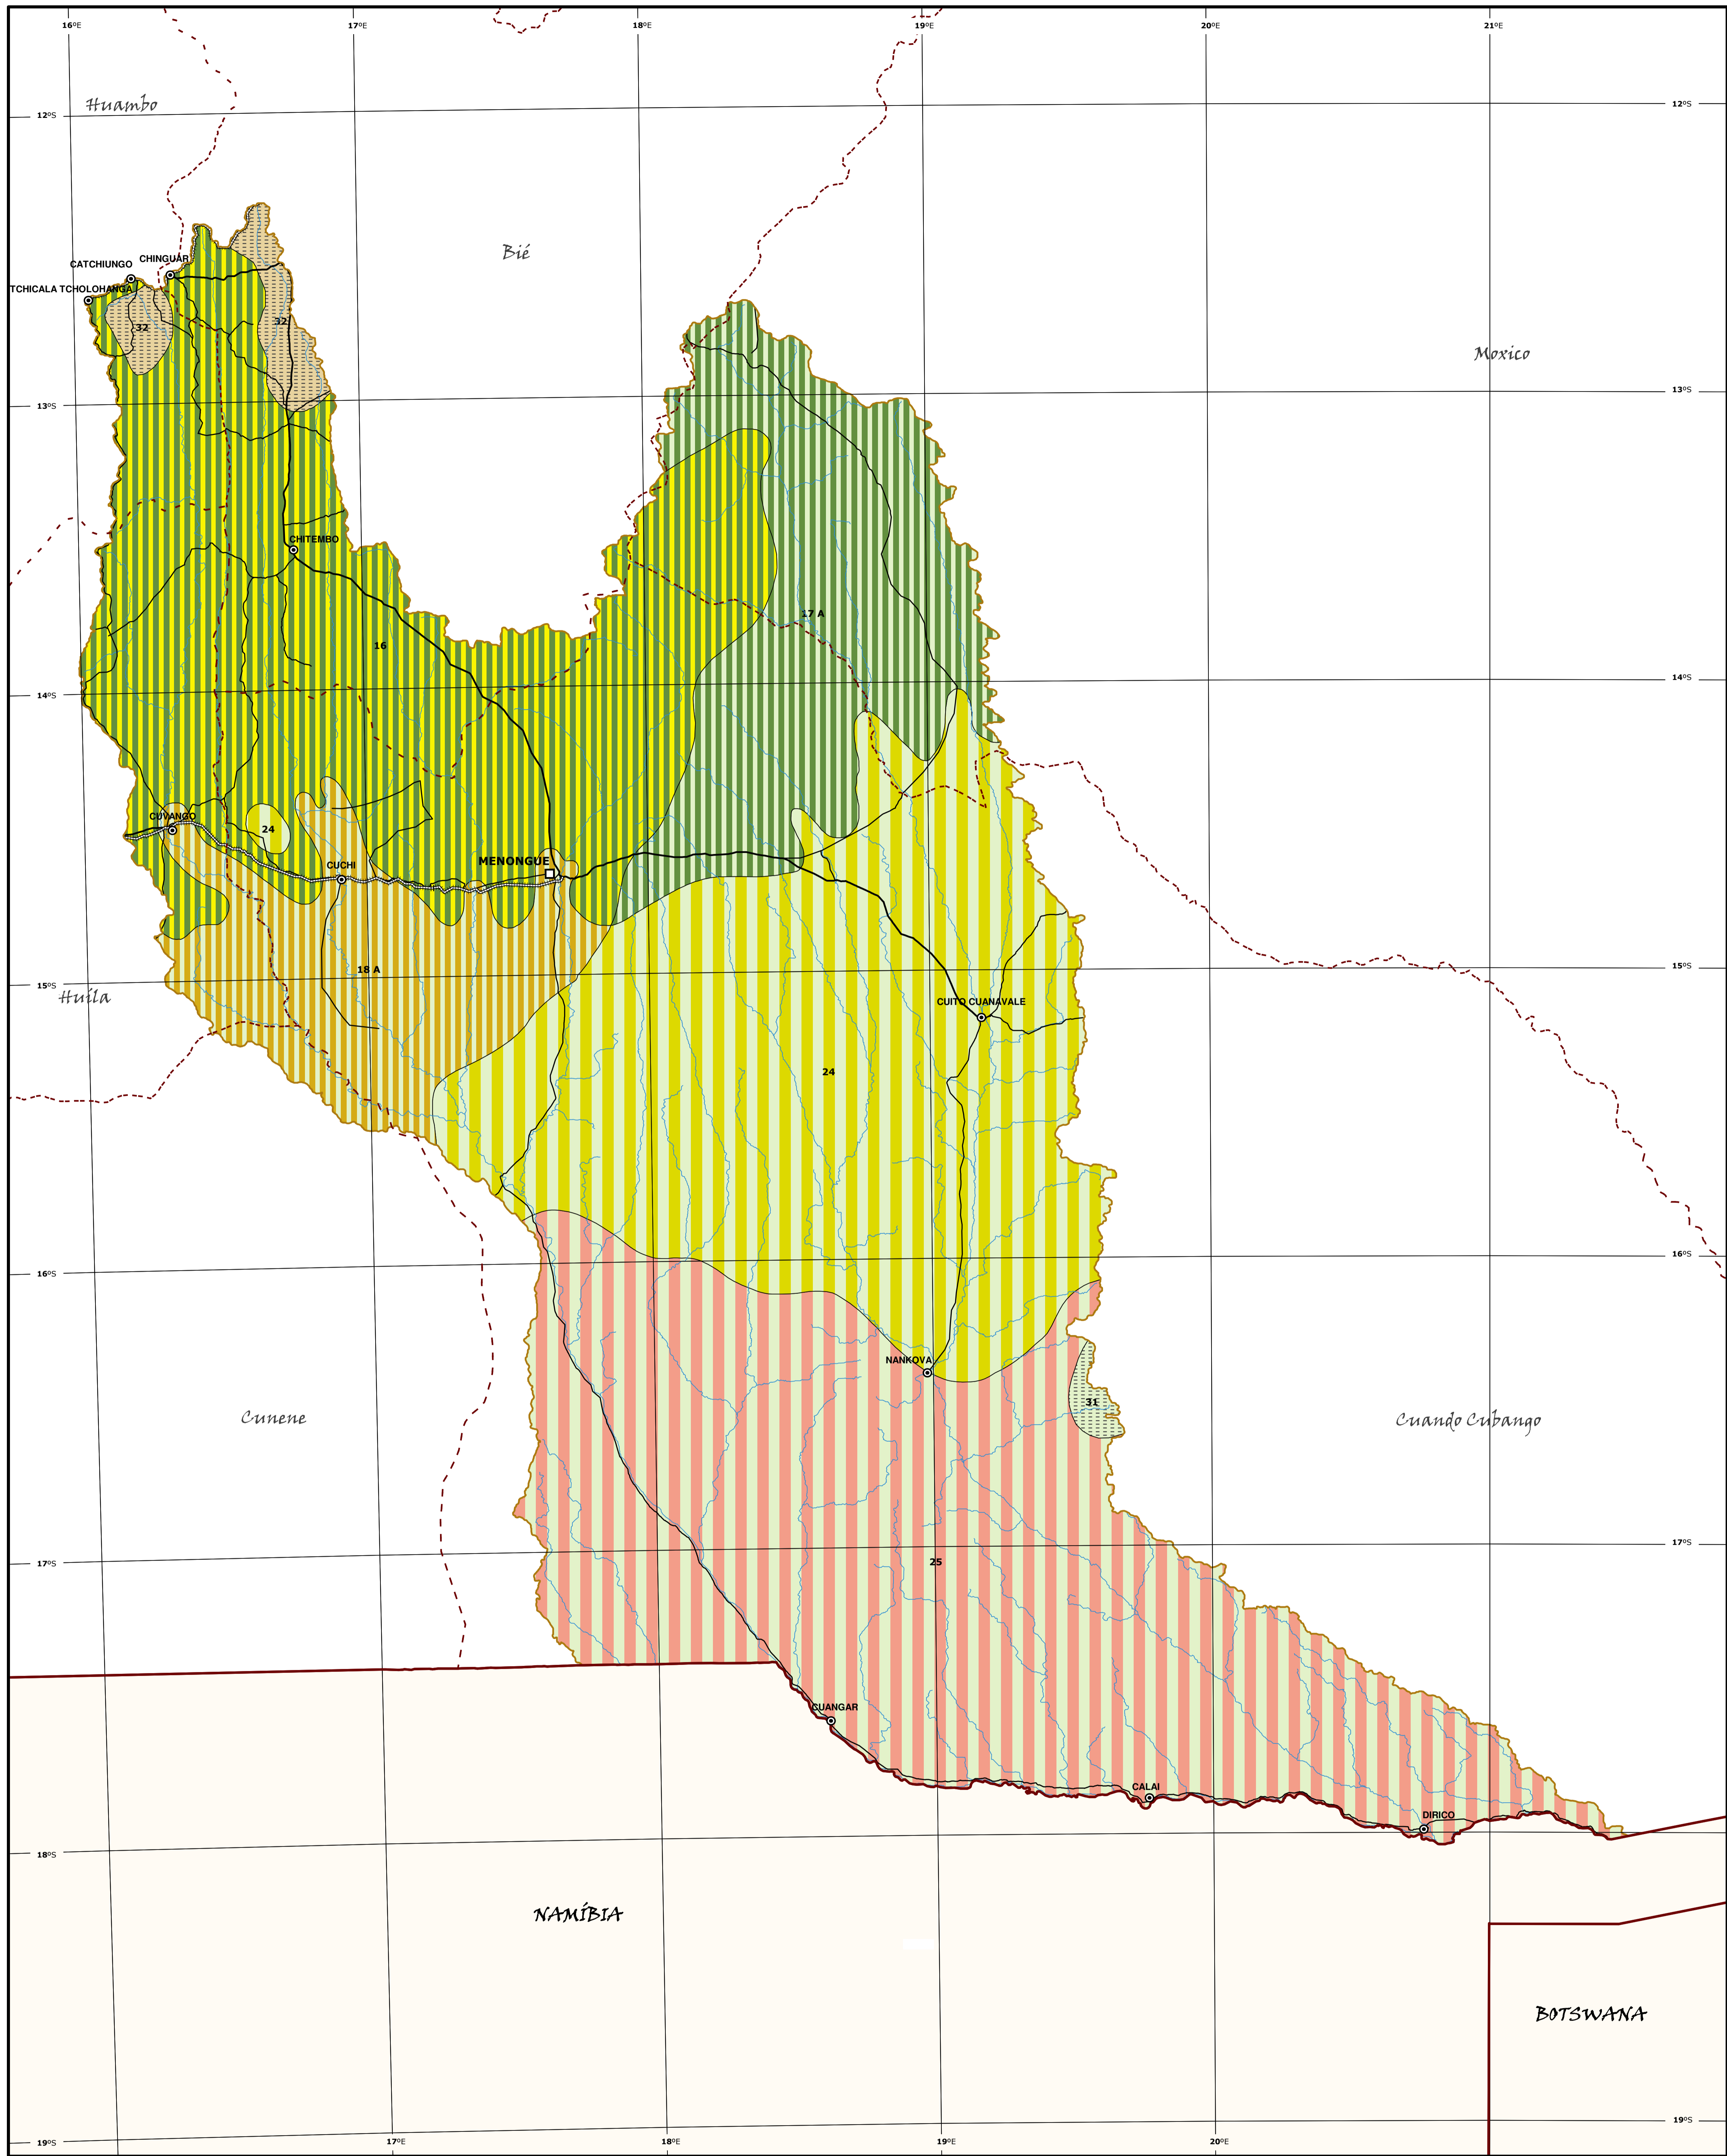 16ºE 17ºE 18ºE 19ºE 20ºE 21ºE
Huambo
12ºS 12ºS
Bié
CHINGUÁR
CATCHIUNGO
TCHICALA TCHOLOHANGA
32 32
Moxico
13ºS 13ºS
CHITEMBO
17 A
16
14ºS 14ºS
CUVANGO
24
CUCHI
MENONGUE
18 A
15ºS 15ºS
Huíla
CUITO CUANAVALE
24
16ºS 16ºS
NANKOVA
31
Cunene
Cuando Cubango
17ºS 17ºS
25
CUANGAR
CALAI
DIRICO
18ºS
NAMÍBIA
BOTSWANA
19ºS 19ºS
17ºE 18ºE 19ºE 20ºE